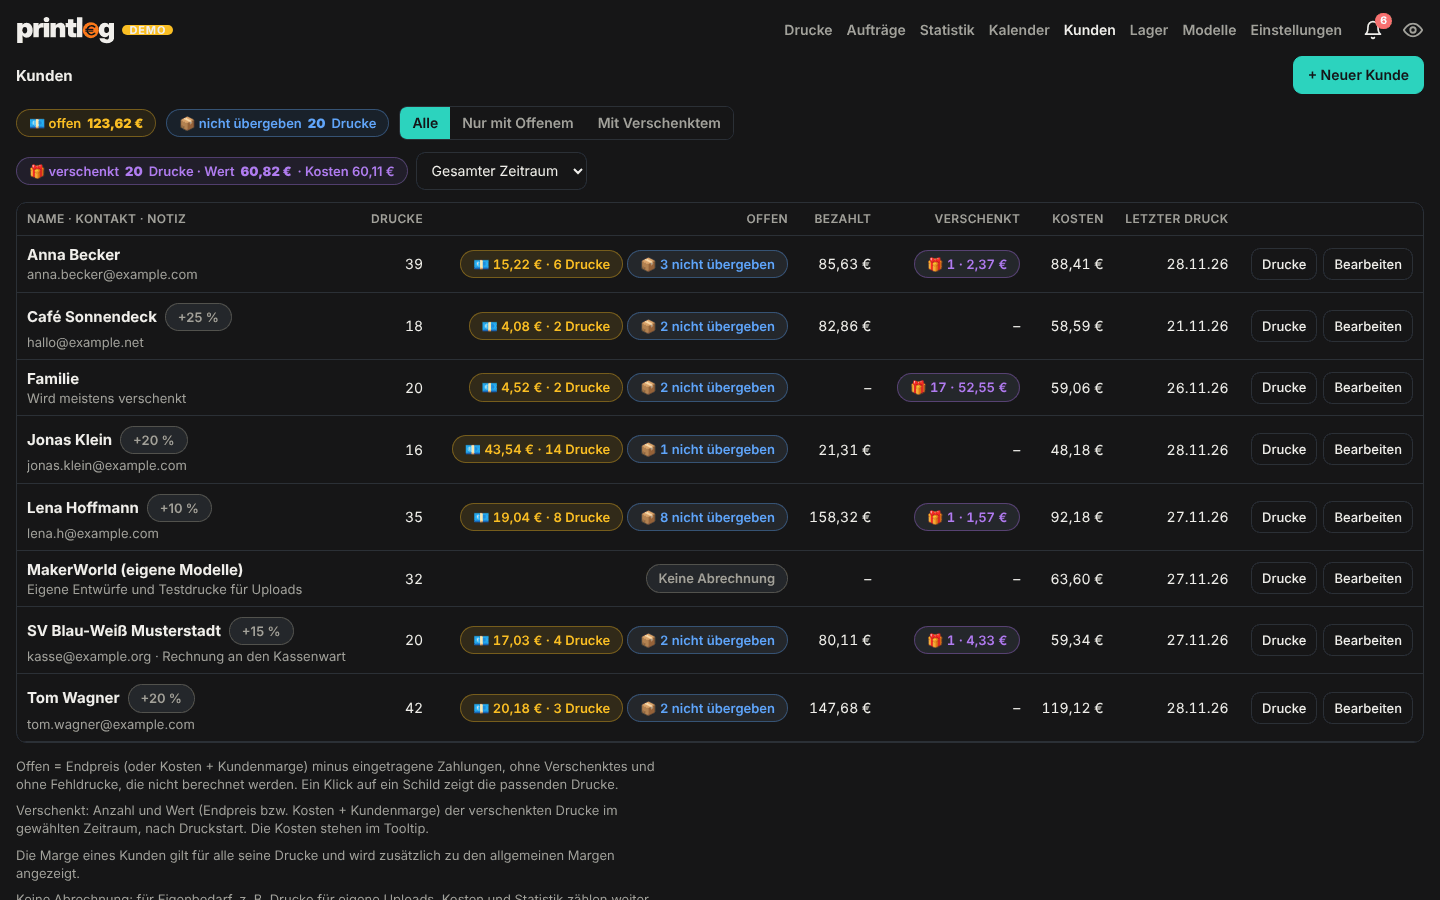 printlog DEMO Drucke Aufträge Statistik Kalender Kunden Lager Modelle Einstellungen 6
Kunden + Neuer Kunde
offen 123,62 € nicht übergeben 20 Drucke Alle Nur mit Offenem Mit Verschenktem
verschenkt 20 Drucke · Wert 60,82 € · Kosten 60,11 € Gesamter Zeitraum
NAME · KONTAKT · NOTIZ DRUCKE OFFEN BEZAHLT VERSCHENKT KOSTEN LETZTER DRUCK
Anna Becker
anna.becker@example.com
39 15,22 € · 6 Drucke 3 nicht übergeben 85,63 € 1 · 2,37 € 88,41 € 28.11.26 Drucke Bearbeiten
Café Sonnendeck +25 %
hallo@example.net
18 4,08 € · 2 Drucke 2 nicht übergeben 82,86 € – 58,59 € 21.11.26 Drucke Bearbeiten
Familie
Wird meistens verschenkt
20 4,52 € · 2 Drucke 2 nicht übergeben – 17 · 52,55 € 59,06 € 26.11.26 Drucke Bearbeiten
Jonas Klein +20 %
jonas.klein@example.com
16 43,54 € · 14 Drucke 1 nicht übergeben 21,31 € – 48,18 € 28.11.26 Drucke Bearbeiten
Lena Hoffmann +10 %
lena.h@example.com
35 19,04 € · 8 Drucke 8 nicht übergeben 158,32 € 1 · 1,57 € 92,18 € 27.11.26 Drucke Bearbeiten
MakerWorld (eigene Modelle)
Eigene Entwürfe und Testdrucke für Uploads
32 Keine Abrechnung – – 63,60 € 27.11.26 Drucke Bearbeiten
SV Blau-Weiß Musterstadt +15 %
kasse@example.org · Rechnung an den Kassenwart
20 17,03 € · 4 Drucke 2 nicht übergeben 80,11 € 1 · 4,33 € 59,34 € 27.11.26 Drucke Bearbeiten
Tom Wagner +20 %
tom.wagner@example.com
42 20,18 € · 3 Drucke 2 nicht übergeben 147,68 € – 119,12 € 28.11.26 Drucke Bearbeiten
Offen = Endpreis (oder Kosten + Kundenmarge) minus eingetragene Zahlungen, ohne Verschenktes und
ohne Fehldrucke, die nicht berechnet werden. Ein Klick auf ein Schild zeigt die passenden Drucke.
Verschenkt: Anzahl und Wert (Endpreis bzw. Kosten + Kundenmarge) der verschenkten Drucke im
gewählten Zeitraum, nach Druckstart. Die Kosten stehen im Tooltip.
Die Marge eines Kunden gilt für alle seine Drucke und wird zusätzlich zu den allgemeinen Margen
angezeigt.
Keine Abrechnung: für Eigenbedarf, z. B. Drucke für eigene Uploads. Kosten und Statistik zählen weiter,